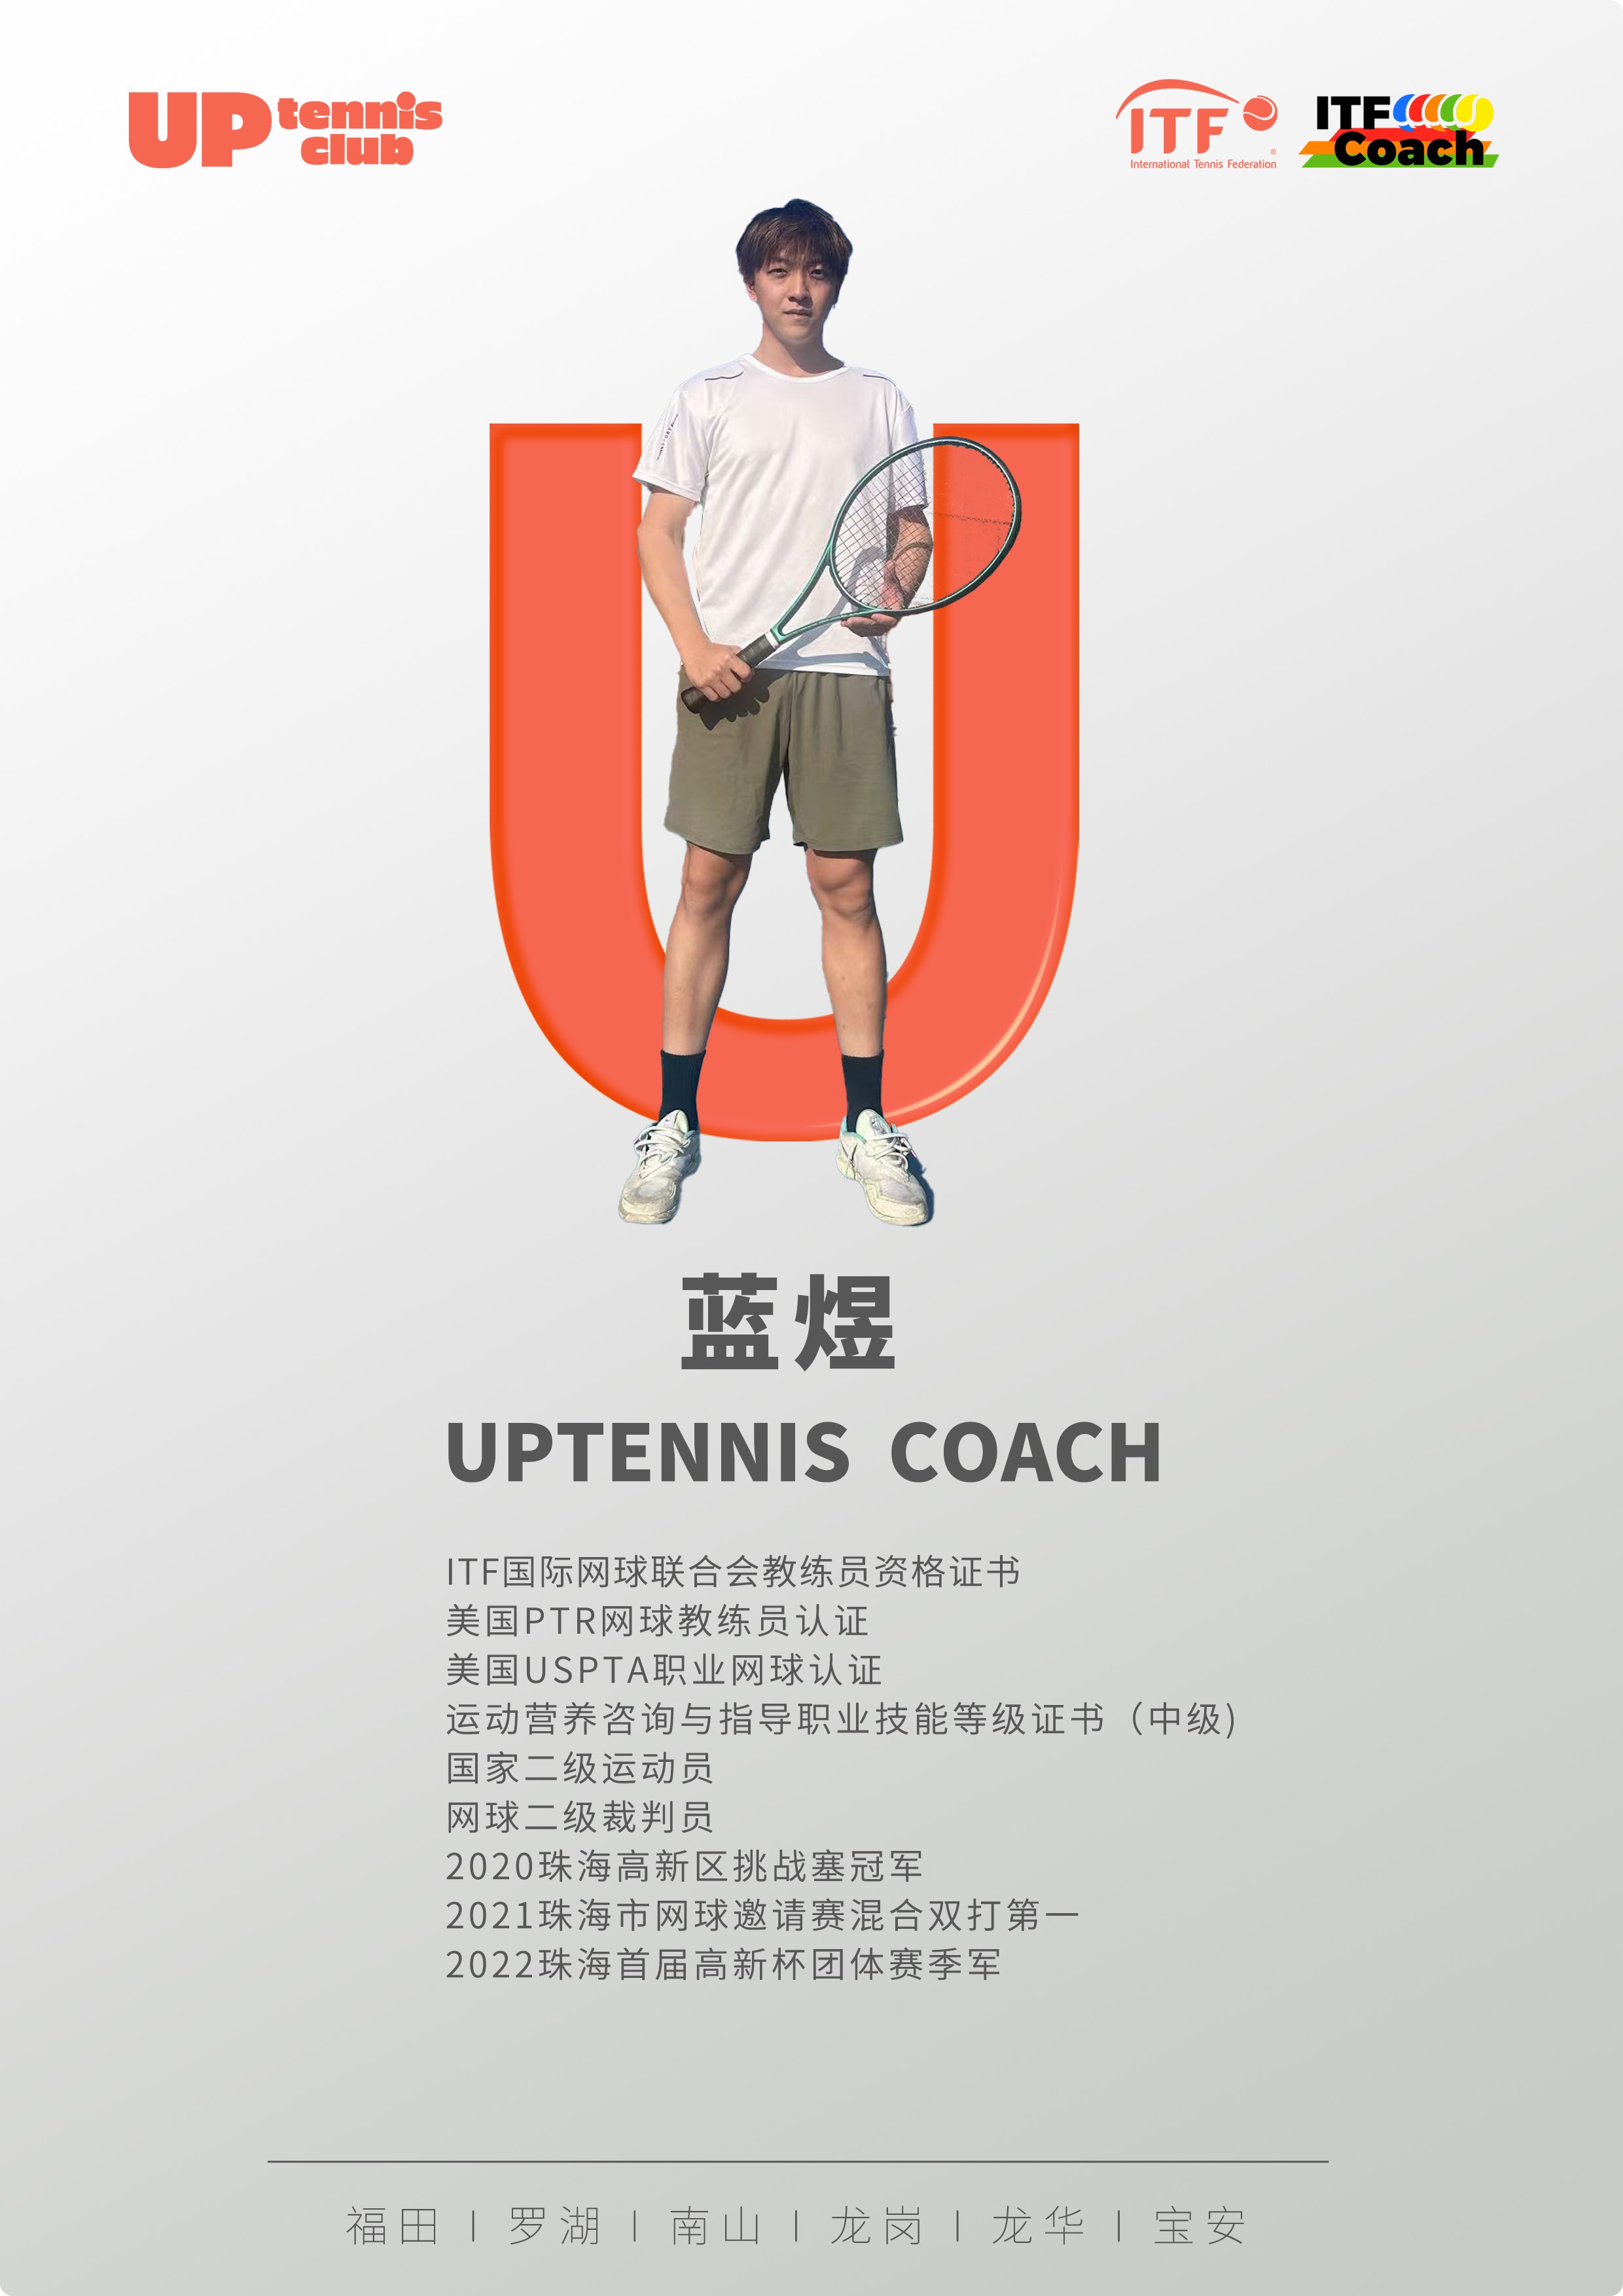 UP tennis club
ITF
International Tennis Federation
ITF Coach
蓝煜
UPTENNIS COACH
ITF国际网球联合会教练员资格证书
美国PTR网球教练员认证
美国USPTA职业网球认证
运动营养咨询与指导职业技能等级证书（中级)
国家二级运动员
网球二级裁判员
2020珠海高新区挑战塞冠军
2021珠海市网球邀请赛混合双打第一
2022珠海首届高新杯团体赛季军
福田 | 罗湖 | 南山 | 龙岗 | 龙华 | 宝安